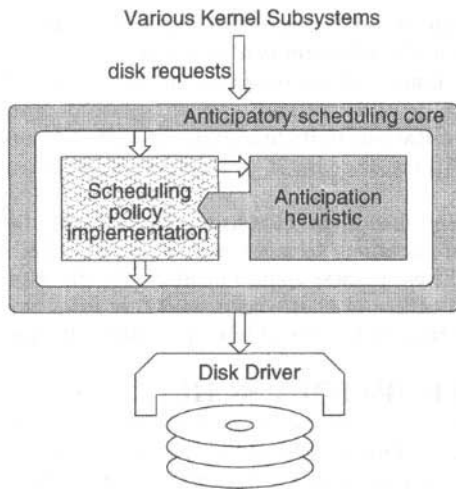 Various Kernel Subsystems
disk requests
Anticipatory scheduling core
Scheduling
policy
implementation
Anticipation
heuristic
Disk Driver